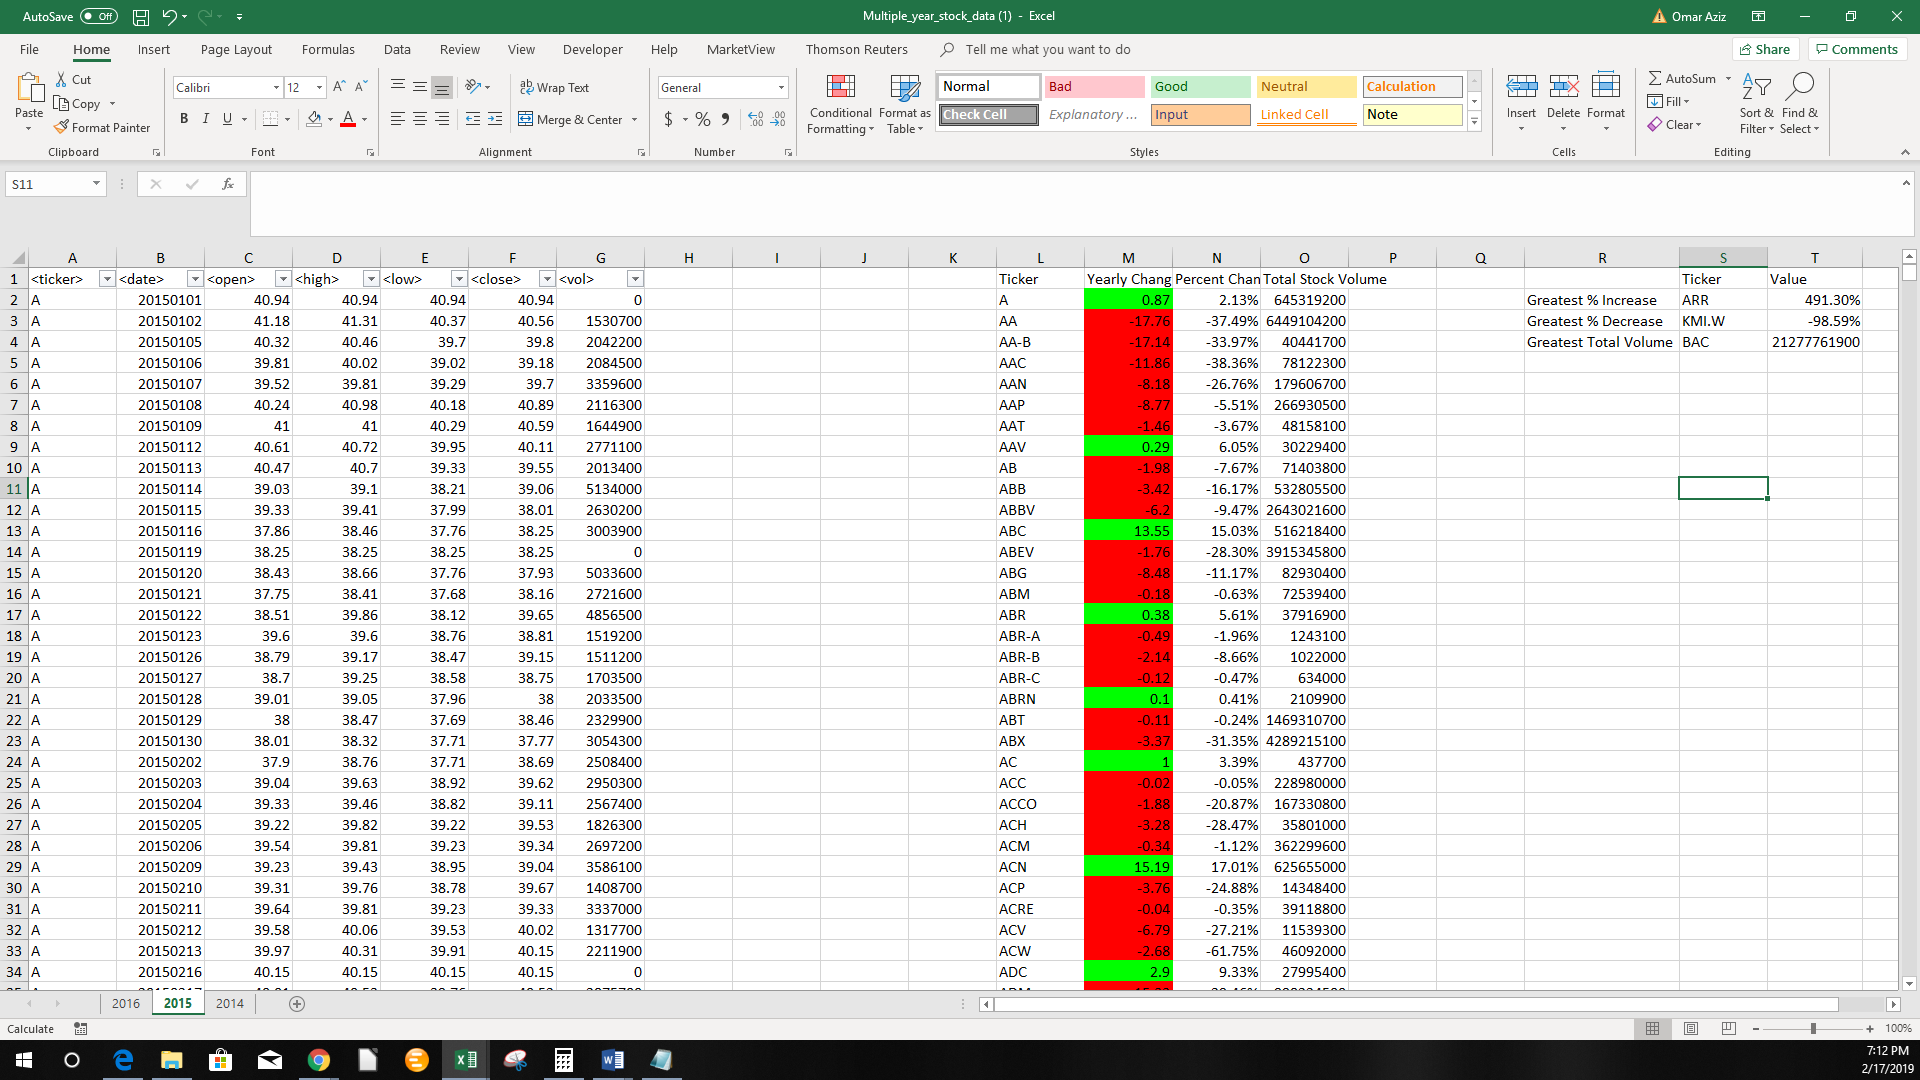 AutoSave Off Multiple_year_stock_data (1) - Excel Omar Aziz
File Home Insert Page Layout Formulas Data Review View Developer Help MarketView Thomson Reuters Tell me what you want to do Share Comments
Paste Cut Copy Format Painter
Calibri 12 B I U A
Wrap Text Merge & Center
General $ % 9
Conditional Formatting Format as Table
Normal Bad Good Neutral Calculation
Check Cell Explanatory ... Input Linked Cell Note
Insert Delete Format
AutoSum Fill Clear Sort & Filter Find & Select
Clipboard Font Alignment Number Styles Cells Editing
S11 fx
A B C D E F G H I J K L M N O P Q R S T
1 <ticker> <date> <open> <high> <low> <close> <vol> Ticker Yearly Chang Percent Chan Total Stock Volume Ticker Value
2 A 20150101 40.94 40.94 40.94 40.94 0 A 0.87 2.13% 645319200 Greatest % Increase ARR 491.30%
3 A 20150102 41.18 41.31 40.37 40.56 1530700 AA -17.76 -37.49% 6449104200 Greatest % Decrease KMI.W -98.59%
4 A 20150105 40.32 40.46 39.7 39.8 2042200 AA-B -17.14 -33.97% 40441700 Greatest Total Volume BAC 21277761900
5 A 20150106 39.81 40.02 39.02 39.18 2084500 AAC -11.86 -38.36% 78122300
6 A 20150107 39.52 39.81 39.29 39.7 3359600 AAN -8.18 -26.76% 179606700
7 A 20150108 40.24 40.98 40.18 40.89 2116300 AAP -8.77 -5.51% 266930500
8 A 20150109 41 41 40.29 40.59 1644900 AAT -1.46 -3.67% 48158100
9 A 20150112 40.61 40.72 39.95 40.11 2771100 AAV 0.29 6.05% 30229400
10 A 20150113 40.47 40.7 39.33 39.55 2013400 AB -1.98 -7.67% 71403800
11 A 20150114 39.03 39.1 38.21 39.06 5134000 ABB -3.42 -16.17% 532805500
12 A 20150115 39.33 39.41 37.99 38.01 2630200 ABBV -6.2 -9.47% 2643021600
13 A 20150116 37.86 38.46 37.76 38.25 3003900 ABC 13.55 15.03% 516218400
14 A 20150119 38.25 38.25 38.25 38.25 0 ABEV -1.76 -28.30% 3915345800
15 A 20150120 38.43 38.66 37.76 37.93 5033600 ABG -8.48 -11.17% 82930400
16 A 20150121 37.75 38.41 37.68 38.16 2721600 ABM -0.18 -0.63% 72539400
17 A 20150122 38.51 39.86 38.12 39.65 4856500 ABR 0.38 5.61% 37916900
18 A 20150123 39.6 39.6 38.76 38.81 1519200 ABR-A -0.49 -1.96% 1243100
19 A 20150126 38.79 39.17 38.47 39.15 1511200 ABR-B -2.14 -8.66% 1022000
20 A 20150127 38.7 39.25 38.58 38.75 1703500 ABR-C -0.12 -0.47% 634000
21 A 20150128 39.01 39.05 37.96 38 2033500 ABRN 0.1 0.41% 2109900
22 A 20150129 38 38.47 37.69 38.46 2329900 ABT -0.11 -0.24% 1469310700
23 A 20150130 38.01 38.32 37.71 37.77 3054300 ABX -3.37 -31.35% 4289215100
24 A 20150202 37.9 38.76 37.71 38.69 2508400 AC 1 3.39% 437700
25 A 20150203 39.04 39.63 38.92 39.62 2950300 ACC -0.02 -0.05% 228980000
26 A 20150204 39.33 39.46 38.82 39.11 2567400 ACCO -1.88 -20.87% 167330800
27 A 20150205 39.22 39.82 39.22 39.53 1826300 ACH -3.28 -28.47% 35801000
28 A 20150206 39.54 39.81 39.23 39.34 2697200 ACM -0.34 -1.12% 362299600
29 A 20150209 39.23 39.43 38.95 39.04 3586100 ACN 15.19 17.01% 625655000
30 A 20150210 39.31 39.76 38.78 39.67 1408700 ACP -3.76 -24.88% 14348400
31 A 20150211 39.64 39.81 39.23 39.33 3337000 ACRE -0.04 -0.35% 39118800
32 A 20150212 39.58 40.06 39.53 40.02 1317700 ACV -6.79 -27.21% 11539300
33 A 20150213 39.97 40.31 39.91 40.15 2211900 ACW -2.68 -61.75% 46092000
34 A 20150216 40.15 40.15 40.15 40.15 0 ADC 2.9 9.33% 27995400
2016 2015 2014
Calculate 100%
7:12 PM
2/17/2019